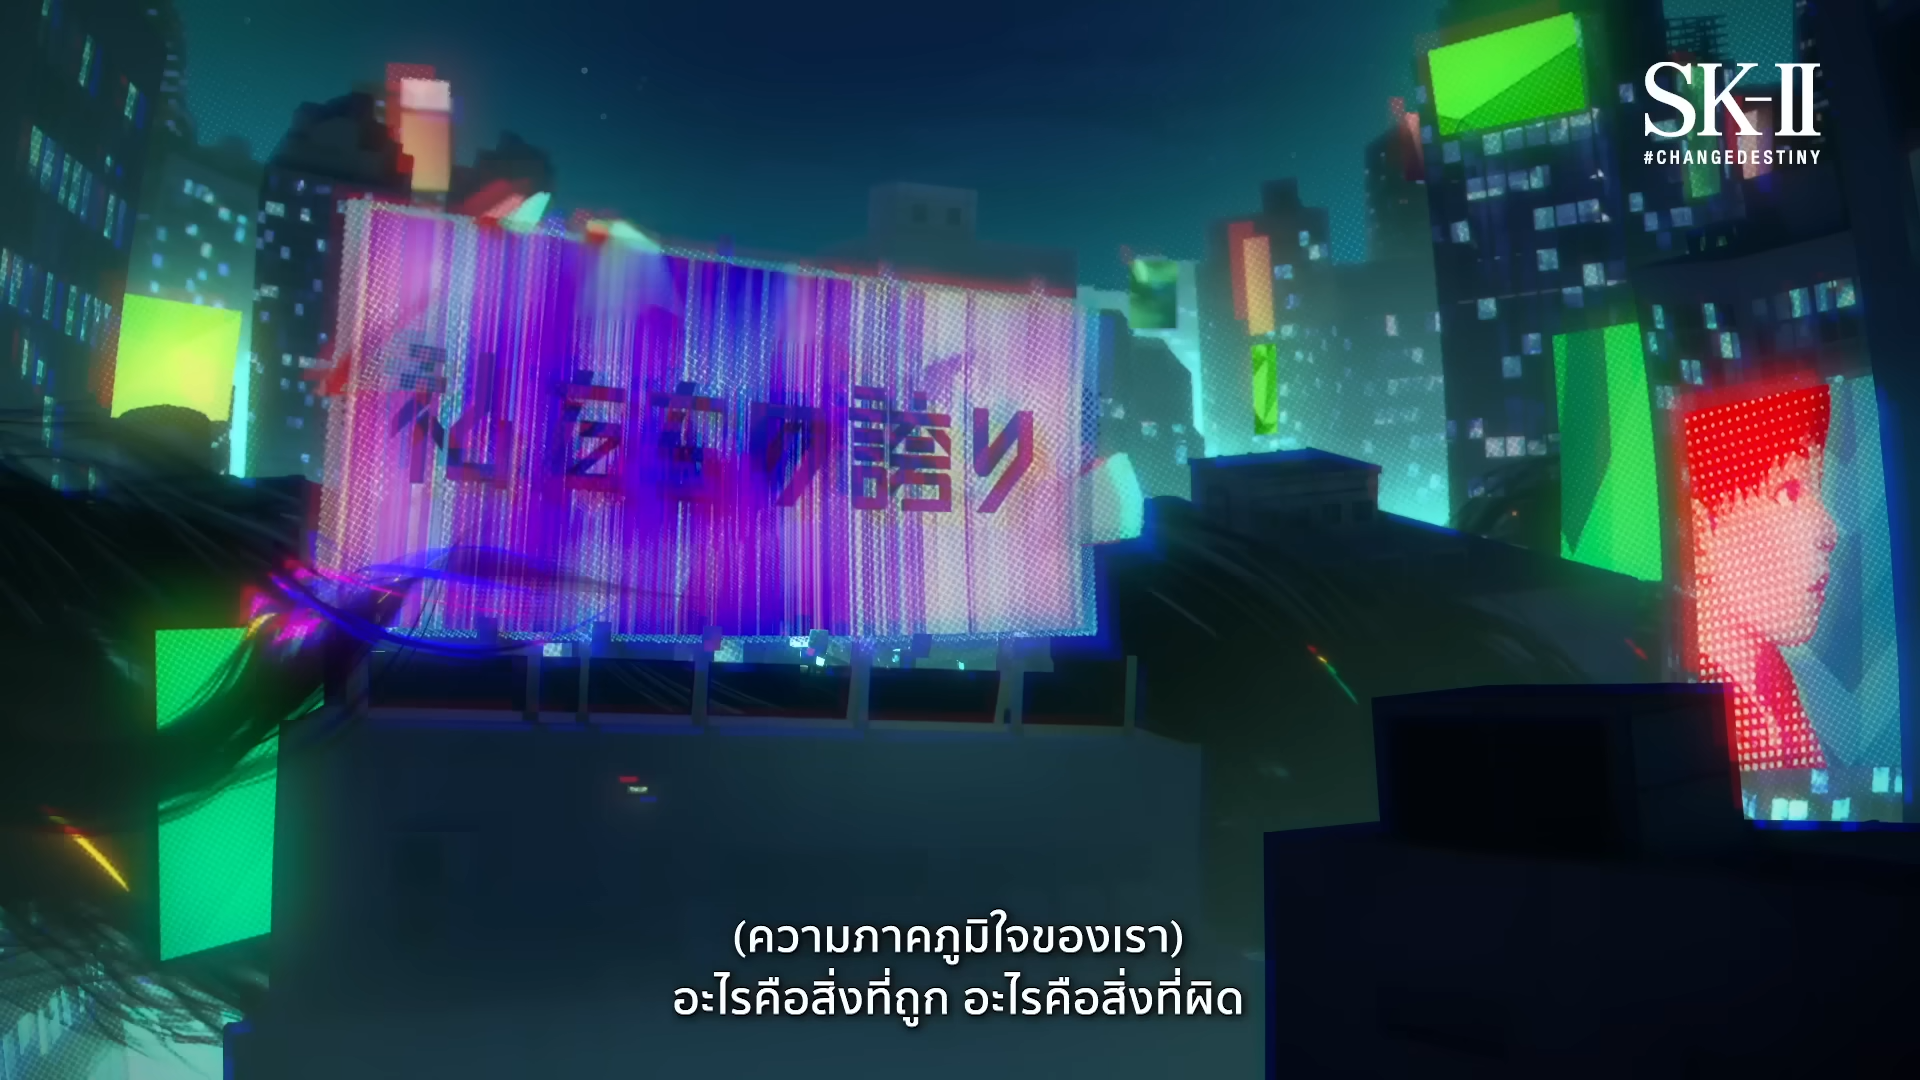 SK-II
#CHANGEDESTINY
私たちの誇り
(ความภาคภูมิใจของเรา)
อะไรคือสิ่งที่ถูก อะไรคือสิ่งที่ผิด